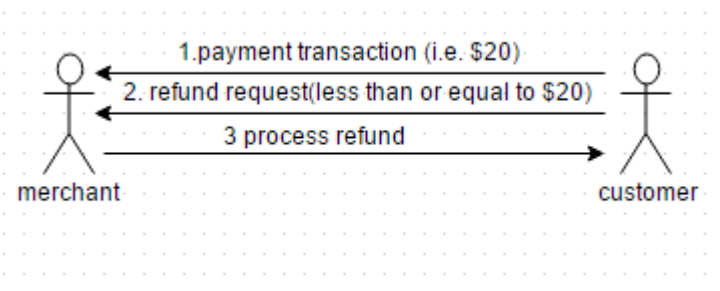 1.payment transaction (i.e. $20)
2. refund request(less than or equal to $20)
3 process refund
merchant
customer